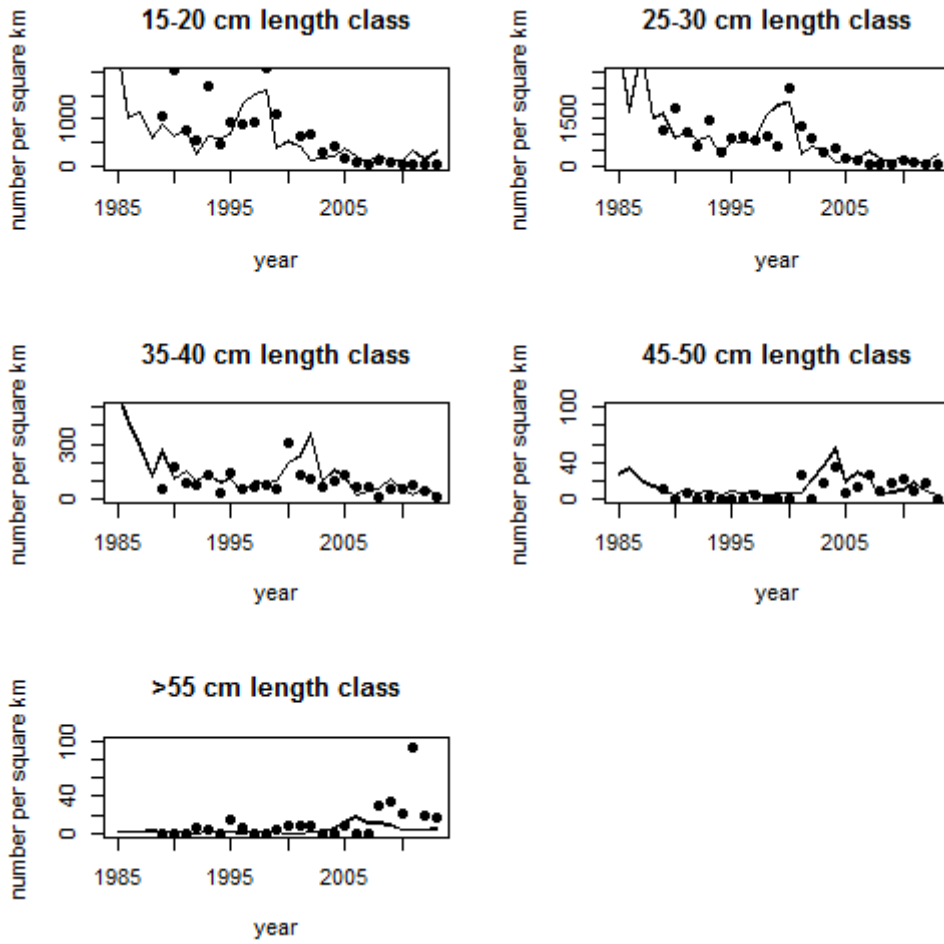 15-20 cm length class
number per square km
0 1000
1985 1995 2005
year
25-30 cm length class
number per square km
0 1500
1985 1995 2005
year
35-40 cm length class
number per square km
0 300
1985 1995 2005
year
45-50 cm length class
number per square km
0 40 100
1985 1995 2005
year
>55 cm length class
number per square km
0 40 100
1985 1995 2005
year